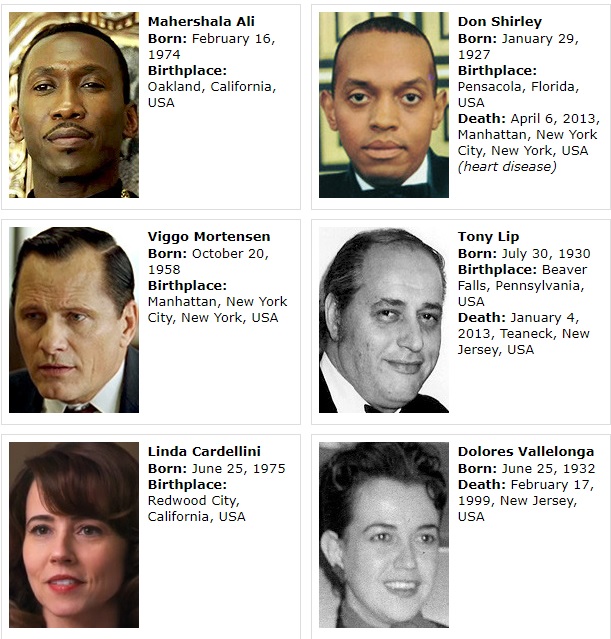 Mahershala Ali
Born: February 16,
1974
Birthplace:
Oakland, California,
USA
Don Shirley
Born: January 29,
1927
Birthplace:
Pensacola, Florida,
USA
Death: April 6, 2013,
Manhattan, New York
City, New York, USA
(heart disease)
Viggo Mortensen
Born: October 20,
1958
Birthplace:
Manhattan, New York
City, New York, USA
Tony Lip
Born: July 30, 1930
Birthplace: Beaver
Falls, Pennsylvania,
USA
Death: January 4,
2013, Teaneck, New
Jersey, USA
Linda Cardellini
Born: June 25, 1975
Birthplace:
Redwood City,
California, USA
Dolores Vallelonga
Born: June 25, 1932
Death: February 17,
1999, New Jersey,
USA